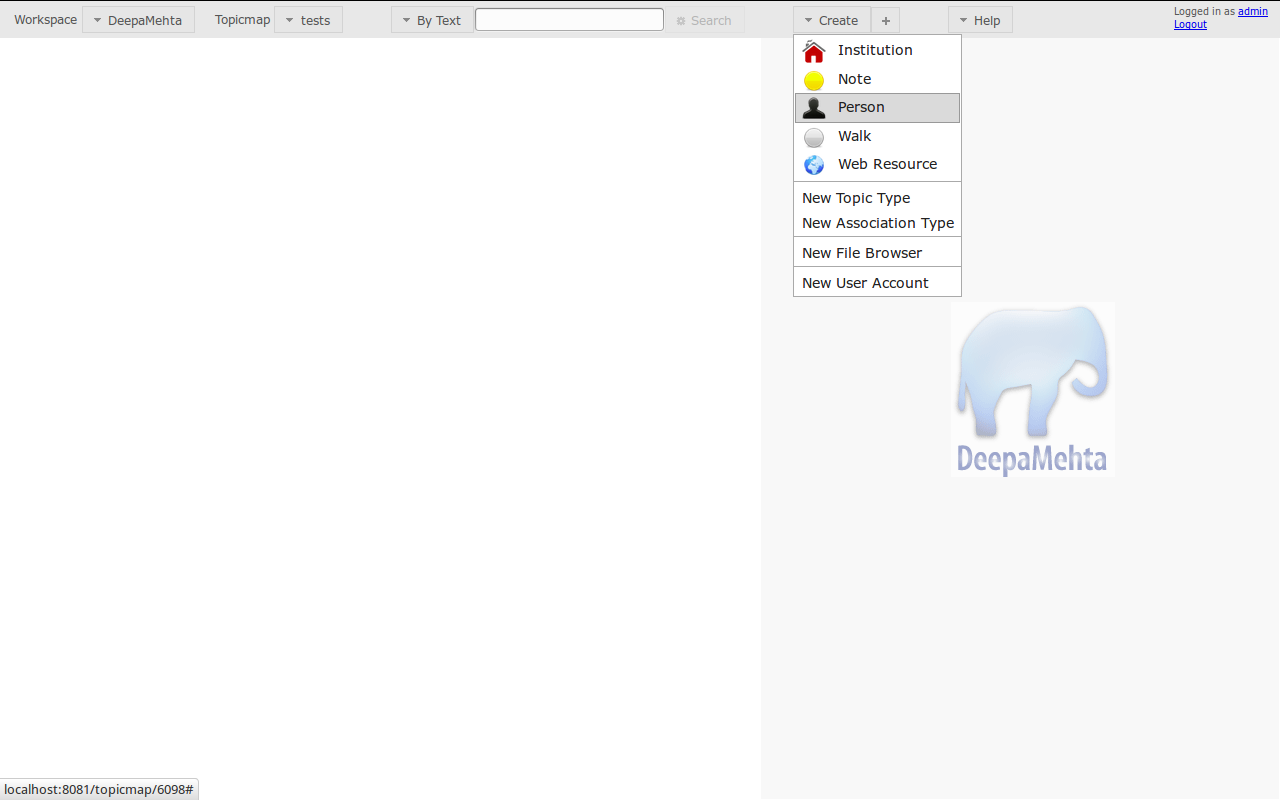 Workspace DeepaMehta Topicmap tests By Text Search Create + Help Logged in as admin
Logout
Institution
Note
Person
Walk
Web Resource
New Topic Type
New Association Type
New File Browser
New User Account
DeepaMehta
localhost:8081/topicmap/6098#